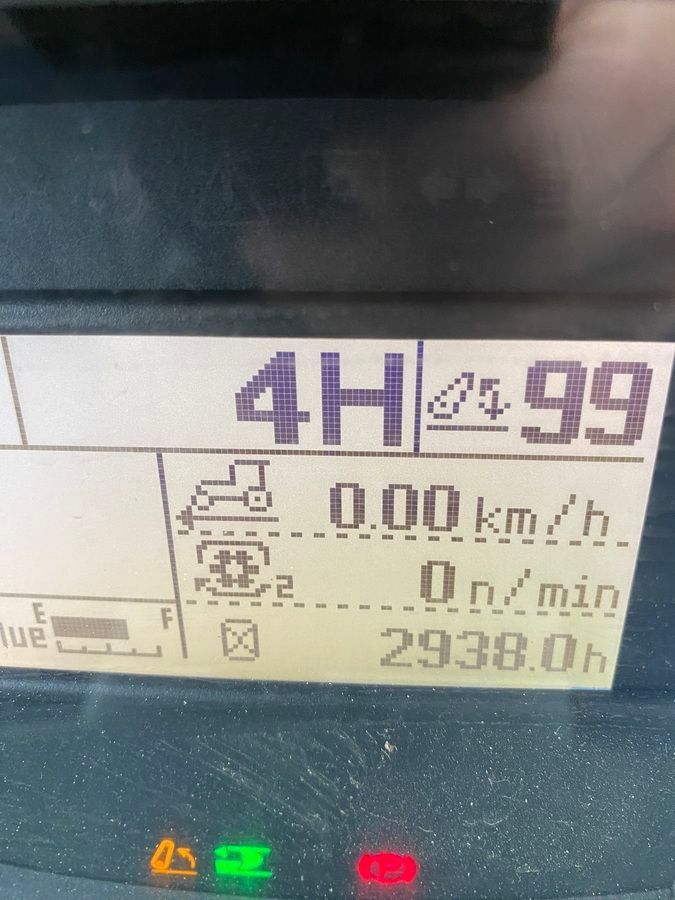 4H 99
0.00 km/h
2 0 n/min
E F
lue 2938.0h